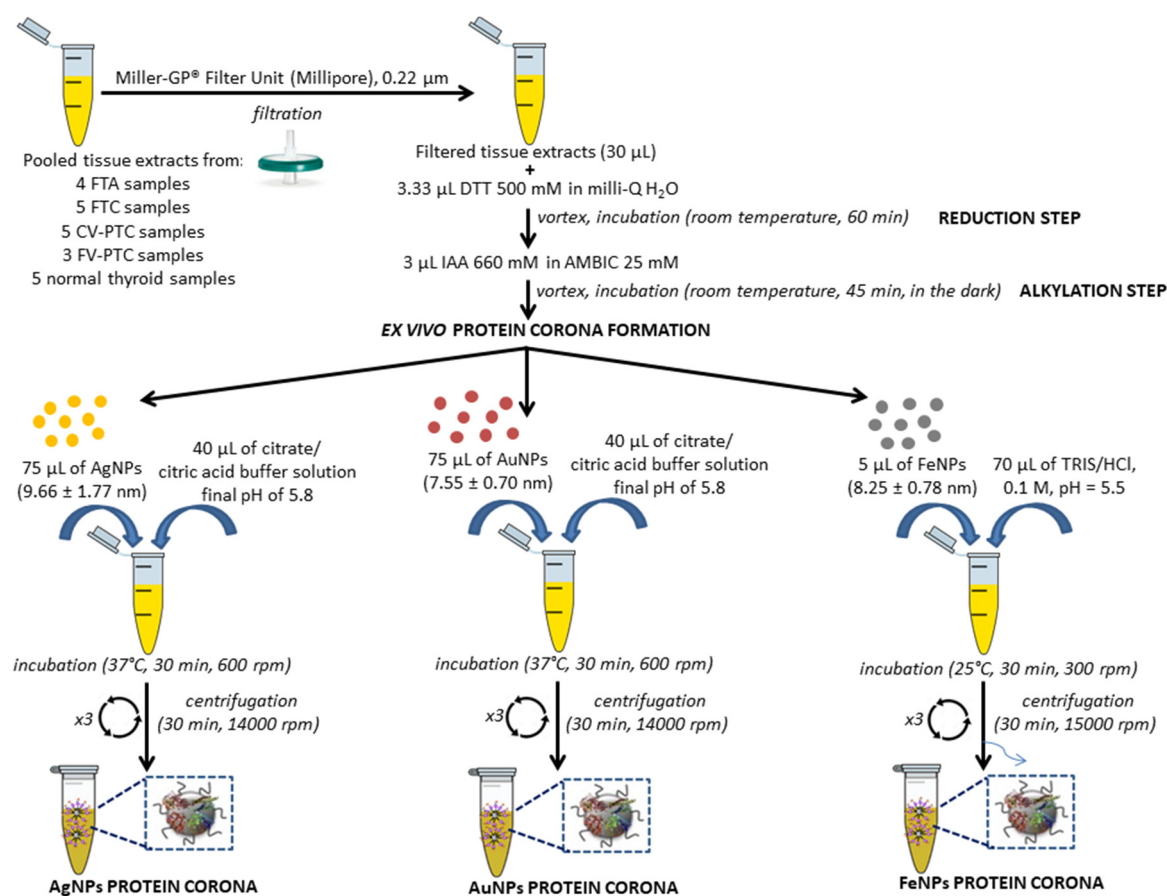 Miller-GP® Filter Unit (Millipore), 0.22 µm
filtration
Pooled tissue extracts from:
4 FTA samples
5 FTC samples
5 CV-PTC samples
3 FV-PTC samples
5 normal thyroid samples
Filtered tissue extracts (30 µL)
+
3.33 µL DTT 500 mM in milli-Q H₂O
vortex, incubation (room temperature, 60 min) REDUCTION STEP
3 µL IAA 660 mM in AMBIC 25 mM
vortex, incubation (room temperature, 45 min, in the dark) ALKYLATION STEP
EX VIVO PROTEIN CORONA FORMATION
75 µL of AgNPs
(9.66 ± 1.77 nm)
40 µL of citrate/
citric acid buffer solution
final pH of 5.8
incubation (37°C, 30 min, 600 rpm)
x3
centrifugation
(30 min, 14000 rpm)
AgNPs PROTEIN CORONA
75 µL of AuNPs
(7.55 ± 0.70 nm)
40 µL of citrate/
citric acid buffer solution
final pH of 5.8
incubation (37°C, 30 min, 600 rpm)
x3
centrifugation
(30 min, 14000 rpm)
AuNPs PROTEIN CORONA
5 µL of FeNPs
(8.25 ± 0.78 nm)
70 µL of TRIS/HCl,
0.1 M, pH = 5.5
incubation (25°C, 30 min, 300 rpm)
x3
centrifugation
(30 min, 15000 rpm)
FeNPs PROTEIN CORONA